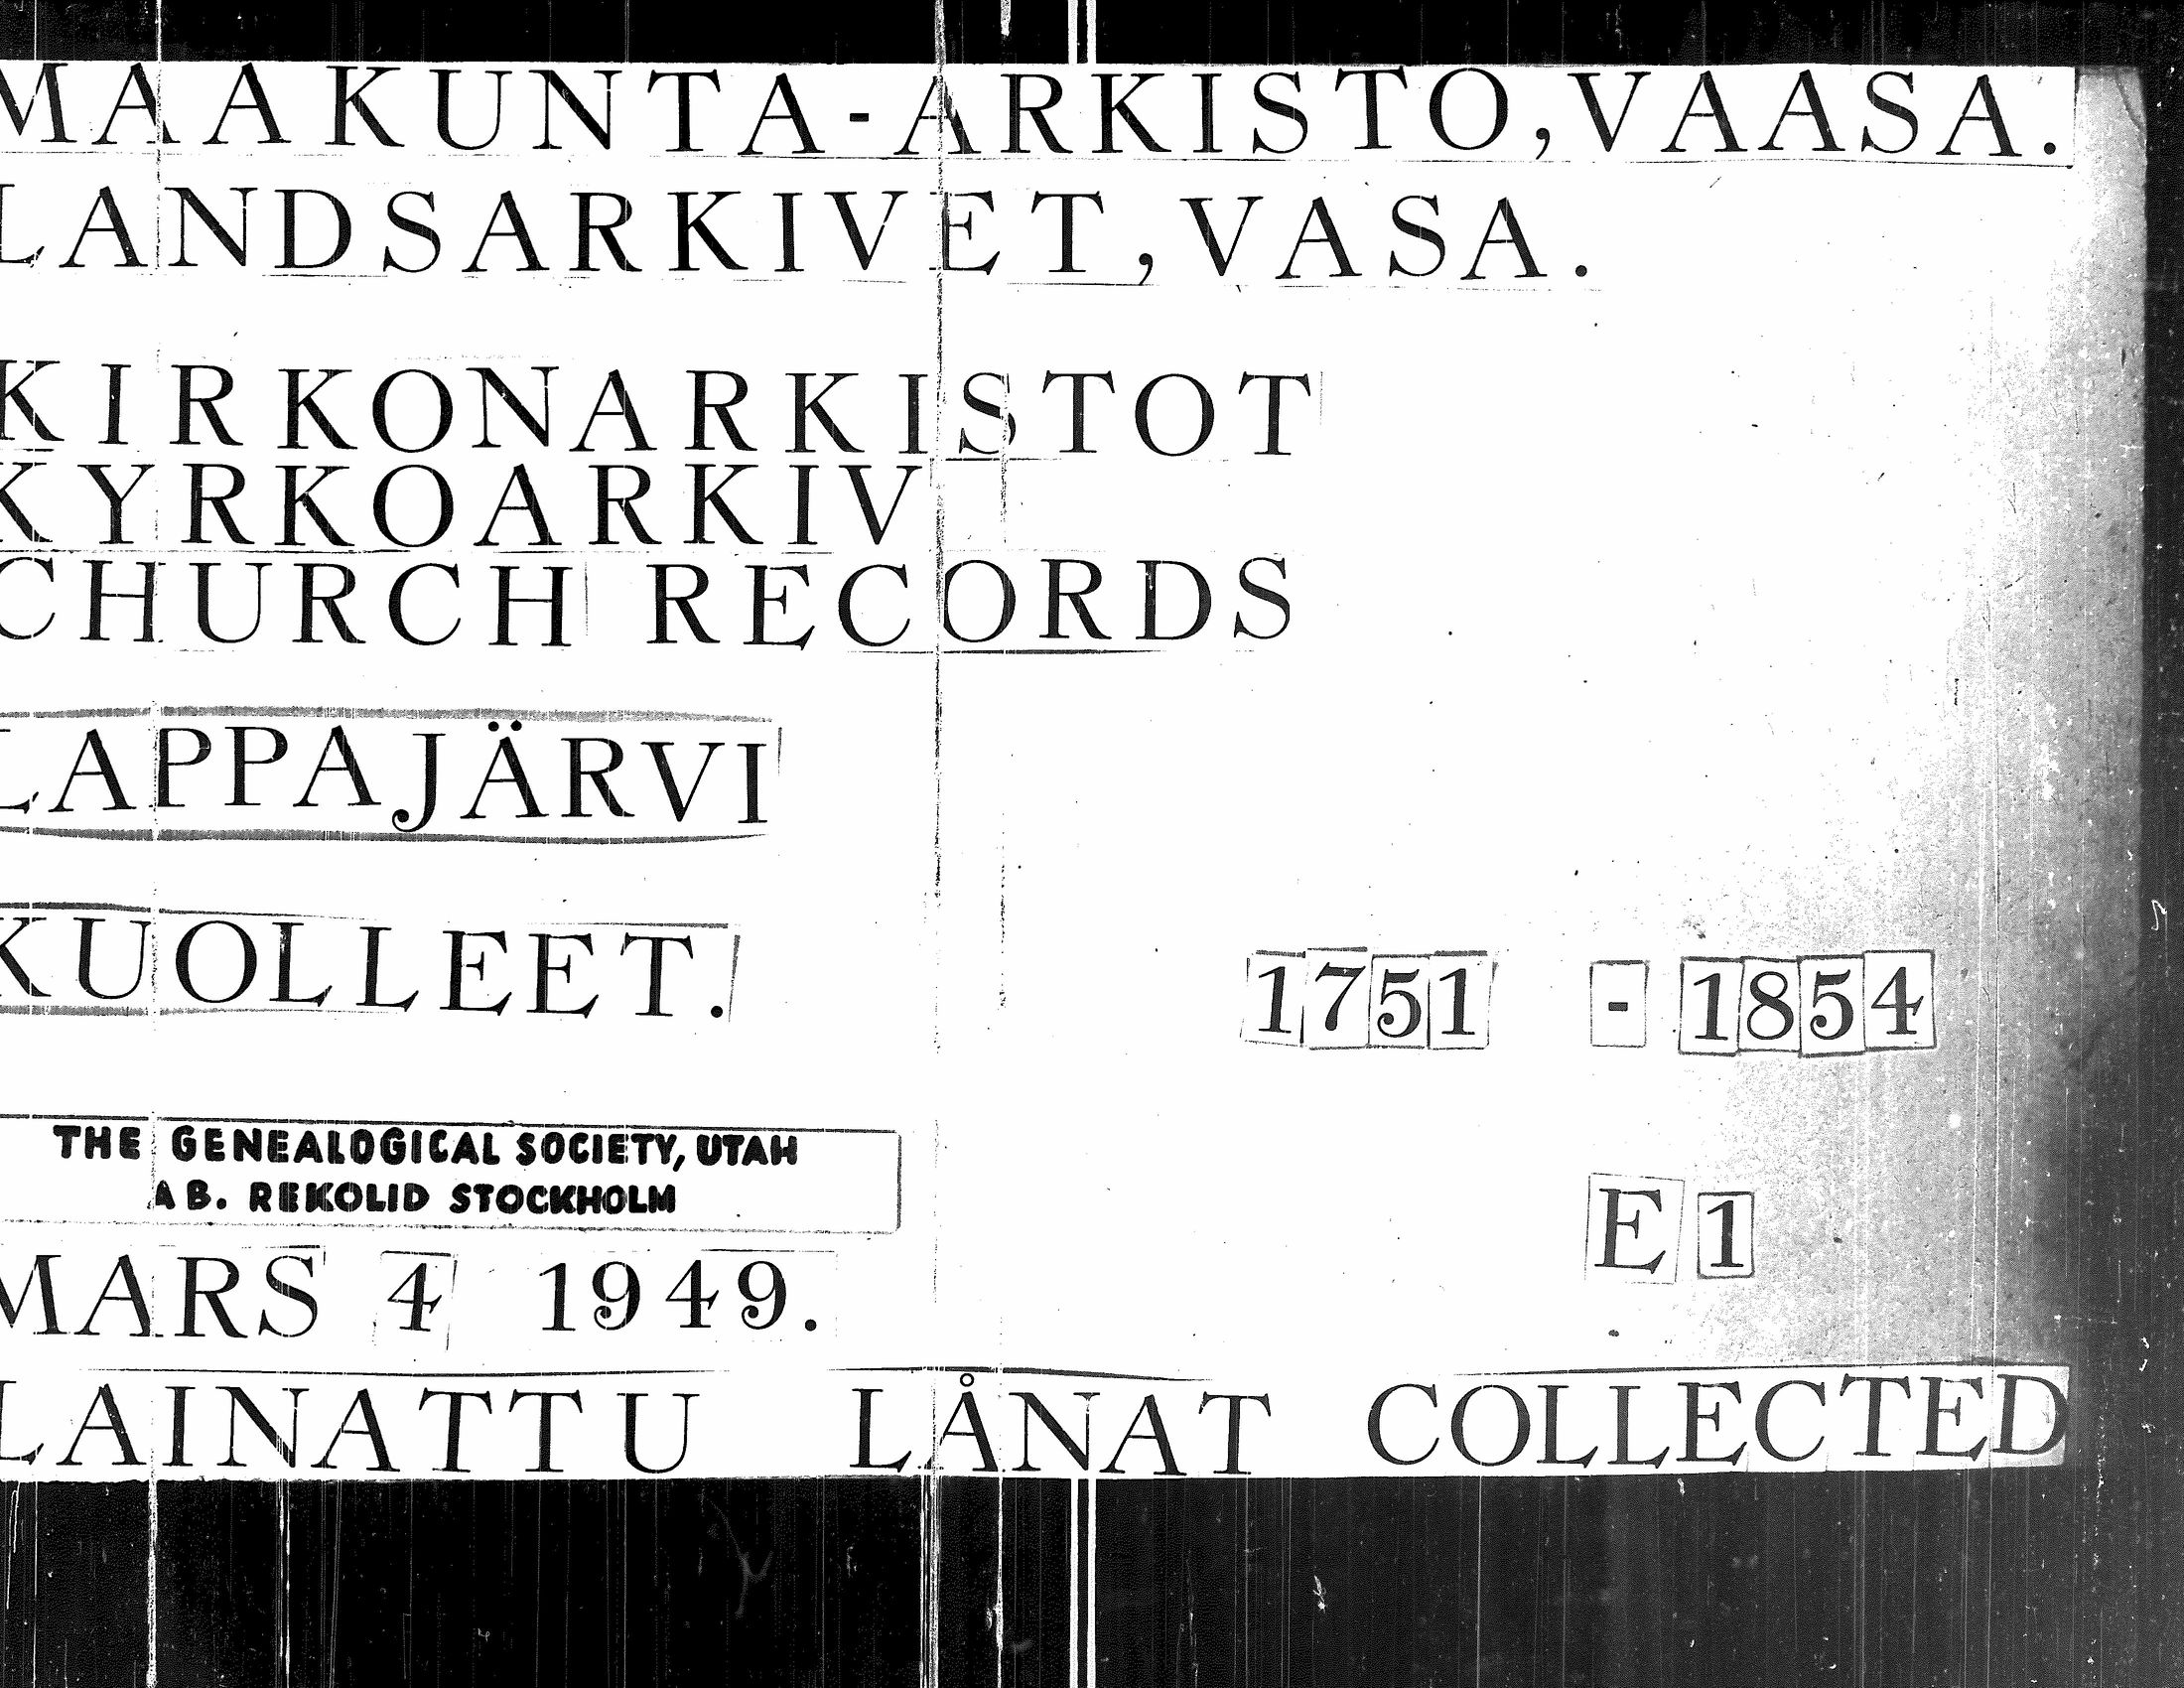 MAAKUNTA-ARKISTO,VAASA.
LANDSARKIVET,VASA.
KIRKONARKISTOT
KYRKOARKIV
CHURCH RECORDS
LAPPAJÄRVI
KUOLLEET. 1751 - 1854
THE GENEALOGICAL SOCIETY, UTAH
AB. REKOLID STOCKHOLM
E1
MARS 4 1949.
LAINATTU LÅNAT COLLECTED